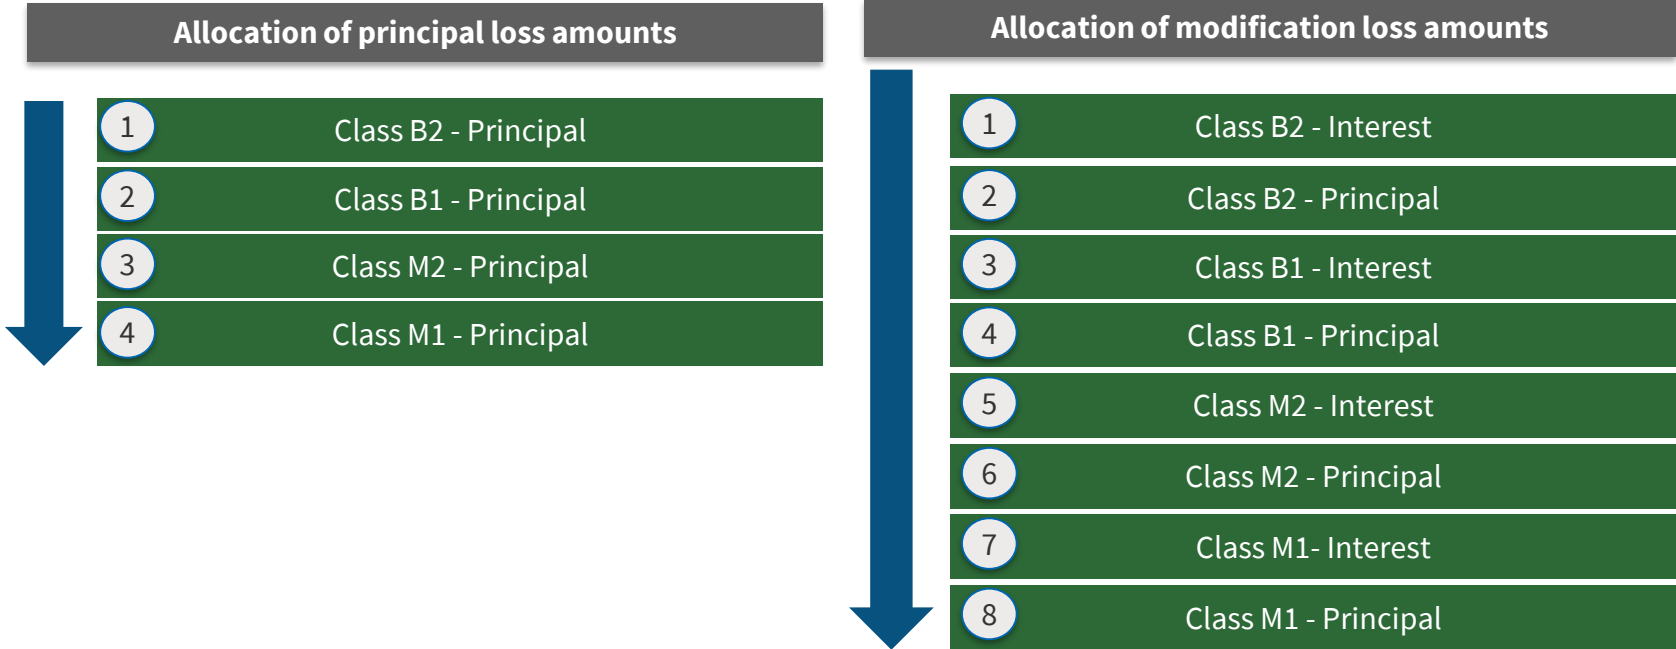 Allocation of principal loss amounts
1 Class B2 - Principal
2 Class B1 - Principal
3 Class M2 - Principal
4 Class M1 - Principal
Allocation of modification loss amounts
1 Class B2 - Interest
2 Class B2 - Principal
3 Class B1 - Interest
4 Class B1 - Principal
5 Class M2 - Interest
6 Class M2 - Principal
7 Class M1- Interest
8 Class M1 - Principal